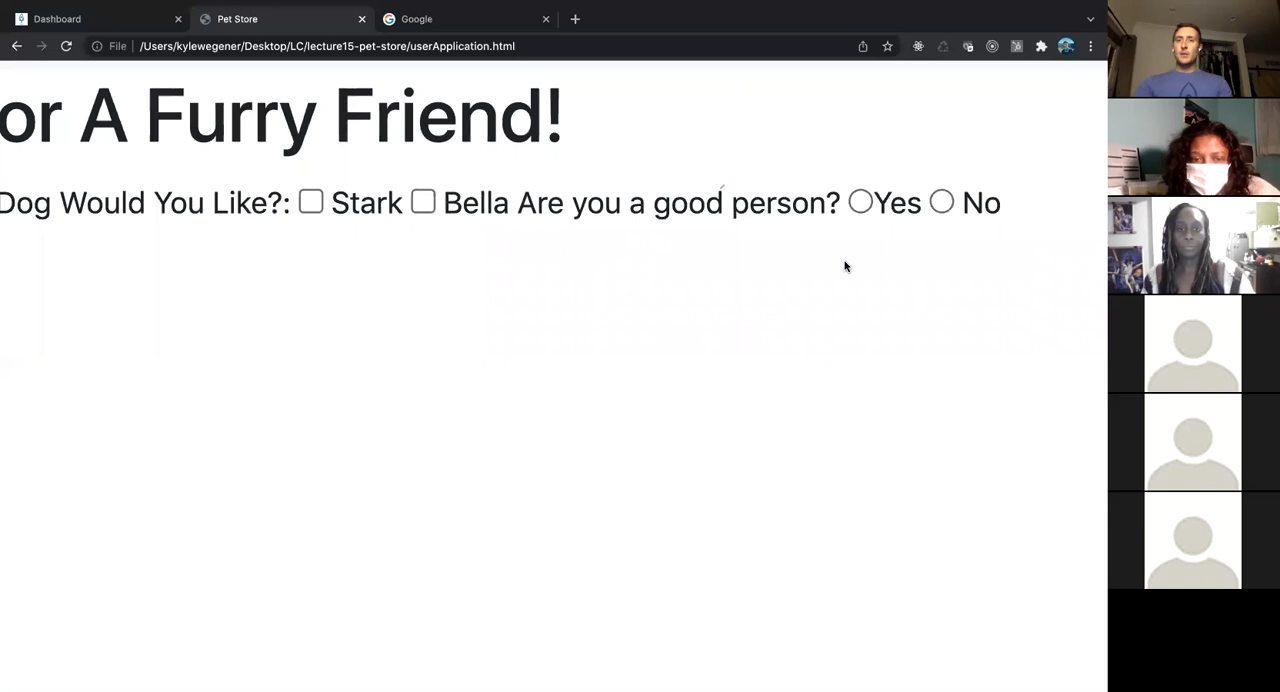 Dashboard
Pet Store
Google
File
/Users/kylewegener/Desktop/LC/lecture15-pet-store/userApplication.html
or A Furry Friend!
Dog Would You Like?: Stark Bella Are you a good person? Yes No